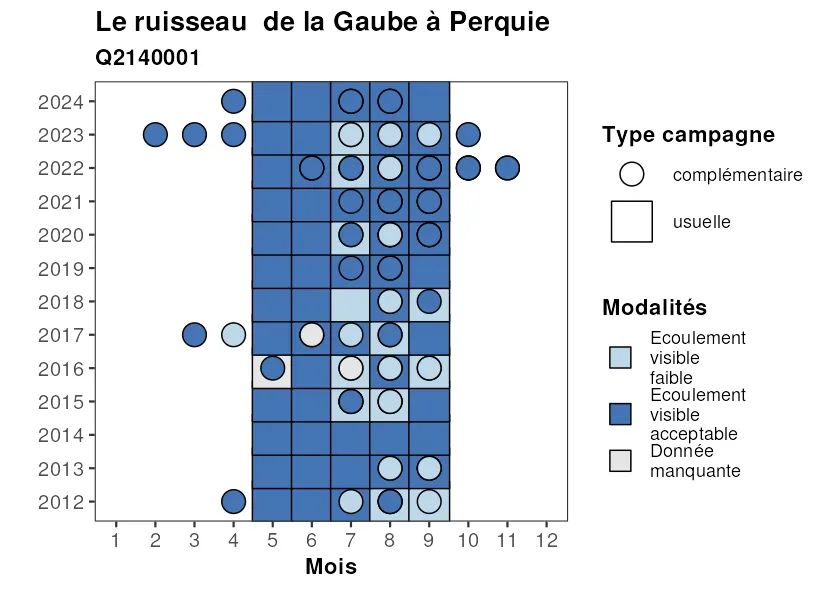 Le ruisseau  de la Gaube à Perquie
Q2140001
2024
2023
2022
2021
2020
2019
2018
2017
2016
2015
2014
2013
2012
1 2 3 4 5 6 7 8 9 10 11 12
Mois
Type campagne
complémentaire
usuelle
Modalités
Ecoulement
visible
faible
Ecoulement
visible
acceptable
Donnée
manquante